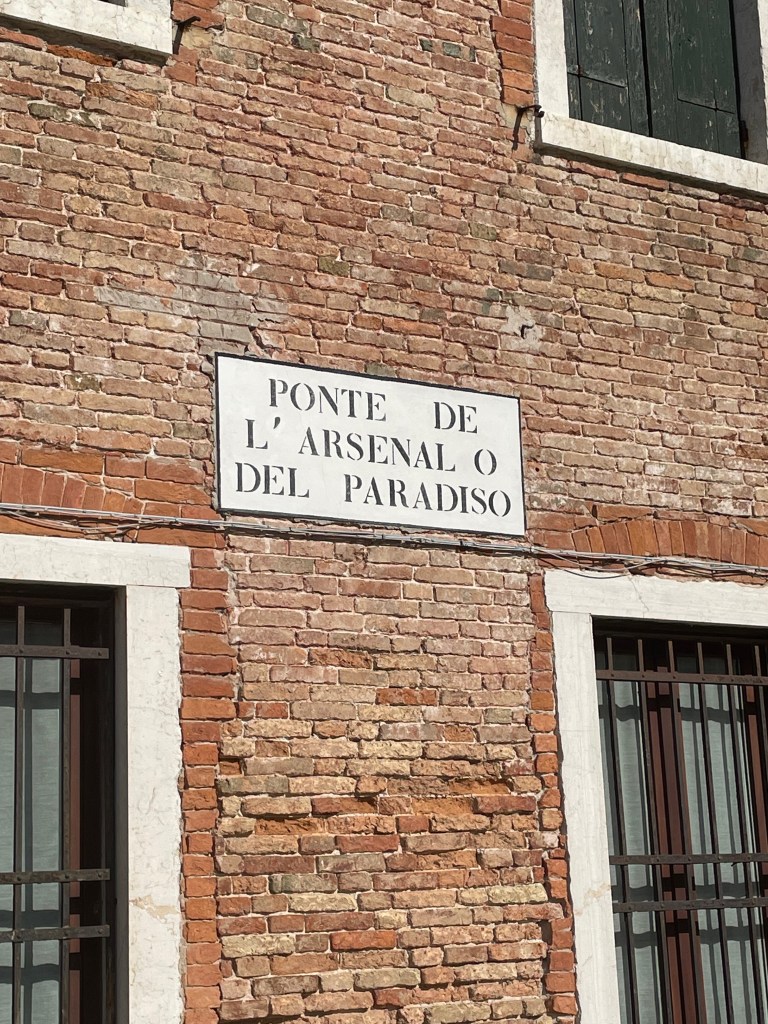 PONTE DE
L' ARSENAL O
DEL PARADISO